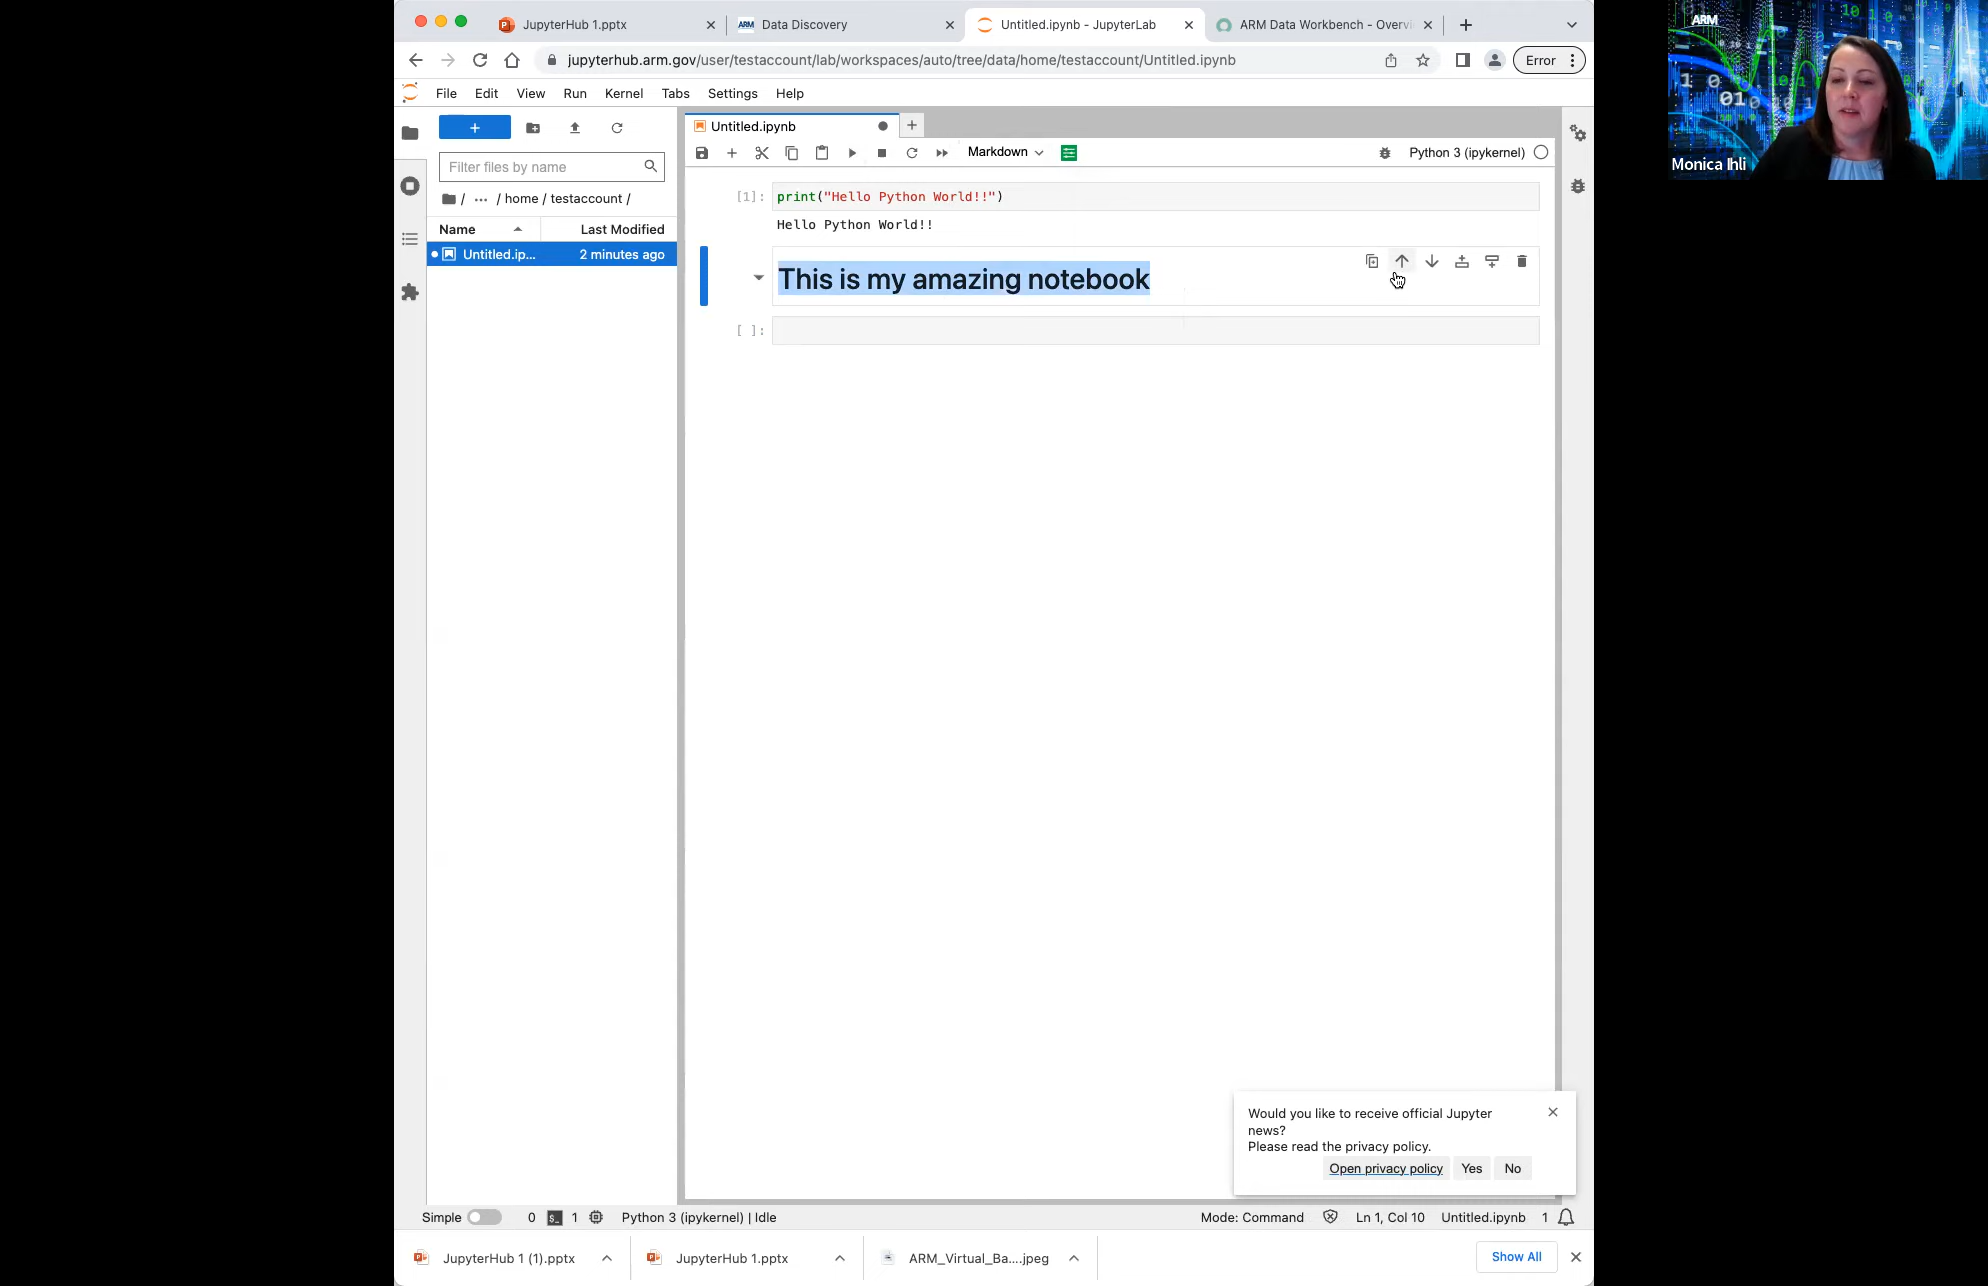 JupyterHub 1.pptx
ARM Data Discovery
Untitled.ipynb - JupyterLab
ARM Data Workbench - Overvi
jupyterhub.arm.gov/user/testaccount/lab/workspaces/auto/tree/data/home/testaccount/Untitled.ipynb
Error
File Edit View Run Kernel Tabs Settings Help
Filter files by name
/ ··· / home / testaccount /
Name Last Modified
Untitled.ip... 2 minutes ago
Untitled.ipynb
Markdown
Python 3 (ipykernel)
[1]: print("Hello Python World!!")
Hello Python World!!
This is my amazing notebook
[ ]:
Would you like to receive official Jupyter
news?
Please read the privacy policy.
Open privacy policy Yes No
Simple 0 $_ 1 Python 3 (ipykernel) | Idle
Mode: Command Ln 1, Col 10 Untitled.ipynb 1
JupyterHub 1 (1).pptx
JupyterHub 1.pptx
ARM_Virtual_Ba....jpeg
Show All
ARM
Monica Ihli